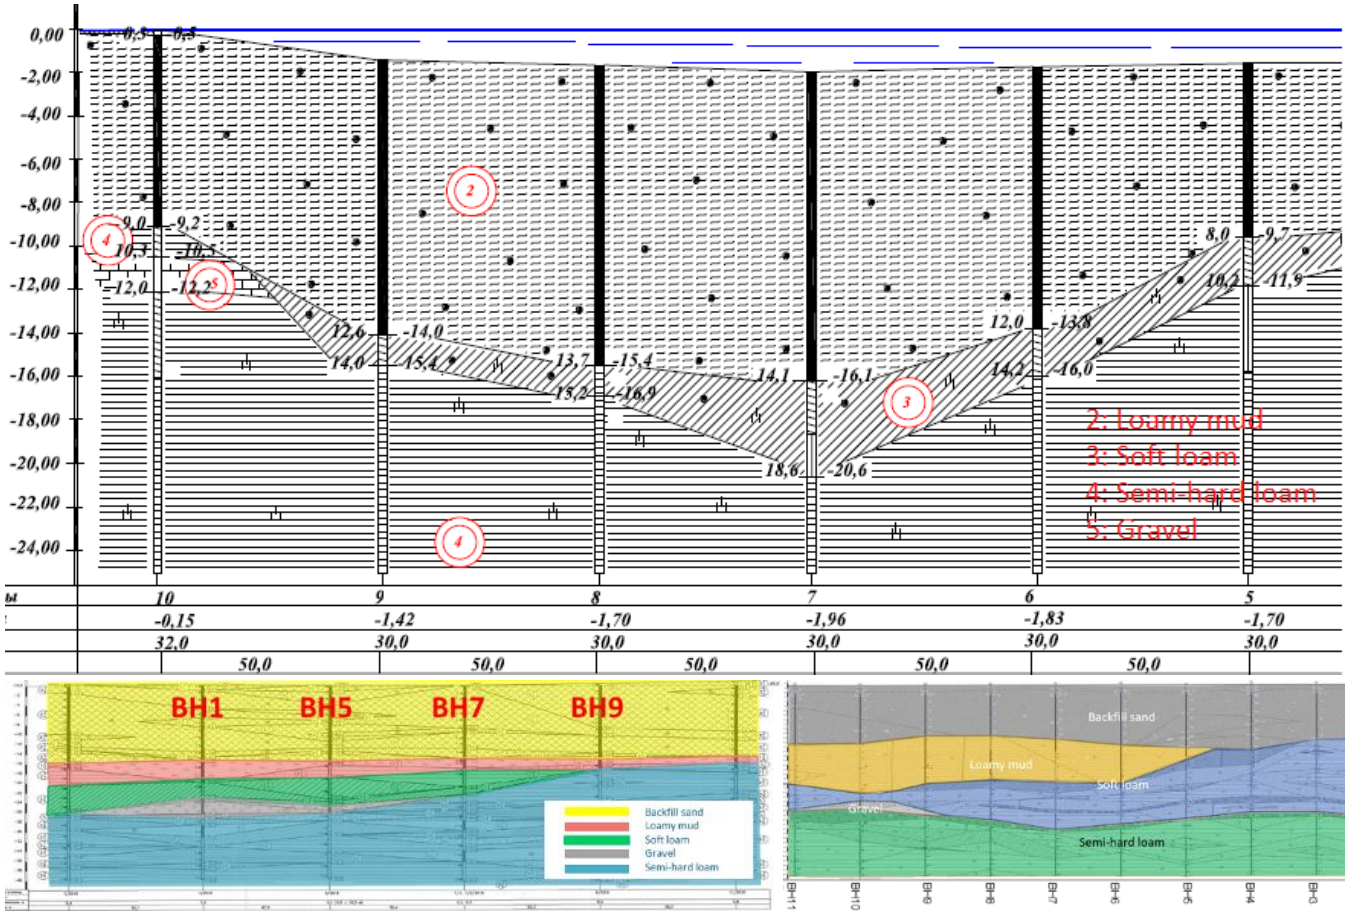 0,00
-0,3 -0,5
-2,00
-4,00
-6,00
2
-8,00
4 -9,0 -9,2 8,0 -9,7
-10,00
10,3 -10,5
5 10,2 -11,9
-12,00 -12,0 -12,2
-14,00 12,6 -14,0 12,0 -13,8
14,0 -15,4 13,7 -15,4 14,2 -16,0
-16,00 14,1 -16,1
15,2 -16,9 3
-18,00 2: Loamy mud
3: Soft loam
-20,00 18,6 -20,6
4: Semi-hard loam
-22,00
5: Gravel
4
-24,00
10 9 8 7 6 5
-0,15 -1,42 -1,70 -1,96 -1,83 -1,70
32,0 30,0 30,0 30,0 30,0 30,0
50,0 50,0 50,0 50,0 50,0
BH1 BH5 BH7 BH9
Backfill sand
Loamy mud
Soft loam
Gravel
Semi-hard loam
Backfill sand
Loamy mud
Soft loam
Gravel
Semi-hard loam
BH11 BH10 BH-9 BH-8 BH-7 BH-6 BH-5 BH-4 BH-3